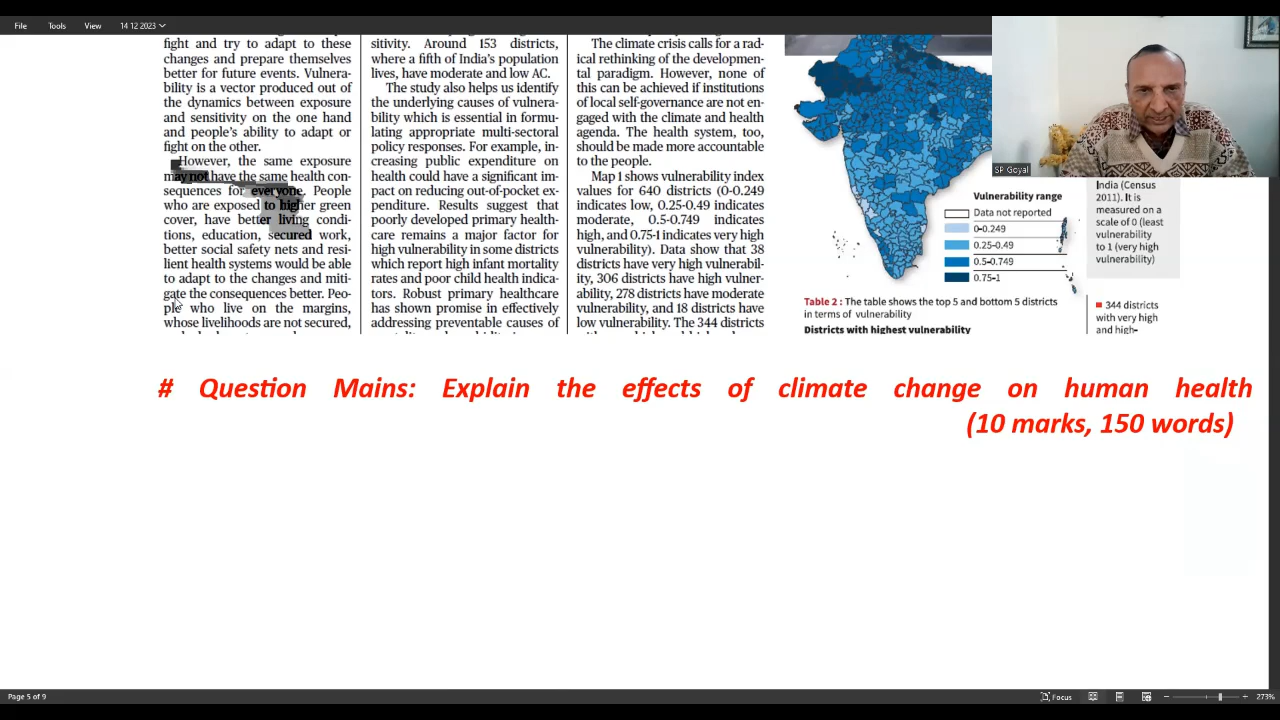 File Tools View 14 12 2023
fight and try to adapt to these
changes and prepare themselves
better for future events. Vulnera-
bility is a vector produced out of
the dynamics between exposure
and sensitivity on the one hand
and people's ability to adapt or
fight on the other.
However, the same exposure
may not have the same health con-
sequences for everyone. People
who are exposed to higher green
cover, have better living condi-
tions, education, secured work,
better social safety nets and resi-
lient health systems would be able
to adapt to the changes and miti-
gate the consequences better. Peo-
ple who live on the margins,
whose livelihoods are not secured,
sitivity. Around 153 districts,
where a fifth of India's population
lives, have moderate and low AC.
The study also helps us identify
the underlying causes of vulnera-
bility which is essential in formu-
lating appropriate multi-sectoral
policy responses. For example, in-
creasing public expenditure on
health could have a significant im-
pact on reducing out-of-pocket ex-
penditure. Results suggest that
poorly developed primary health-
care remains a major factor for
high vulnerability in some districts
which report high infant mortality
rates and poor child health indica-
tors. Robust primary healthcare
has shown promise in effectively
addressing preventable causes of
The climate crisis calls for a rad-
ical rethinking of the developmen-
tal paradigm. However, none of
this can be achieved if institutions
of local self-governance are not en-
gaged with the climate and health
agenda. The health system, too,
should be made more accountable
to the people.
Map 1 shows vulnerability index
values for 640 districts (0-0.249
indicates low, 0.25-0.49 indicates
moderate, 0.5-0.749 indicates
high, and 0.75-1 indicates very high
vulnerability). Data show that 38
districts have very high vulnerabil-
ity, 306 districts have high vulner-
ability, 278 districts have moderate
vulnerability, and 18 districts have
low vulnerability. The 344 districts
Vulnerability range
Data not reported
0-0.249
0.25-0.49
0.5-0.749
0.75-1
Table 2 : The table shows the top 5 and bottom 5 districts
in terms of vulnerability
Districts with highest vulnerability
SP Goyal
India (Census
2011). It is
measured on a
scale of 0 (least
vulnerability
to 1 (very high
vulnerability)
344 districts
with very high
and high-
# Question Mains: Explain the effects of climate change on human health
(10 marks, 150 words)
Page 5 of 9
Focus
273%